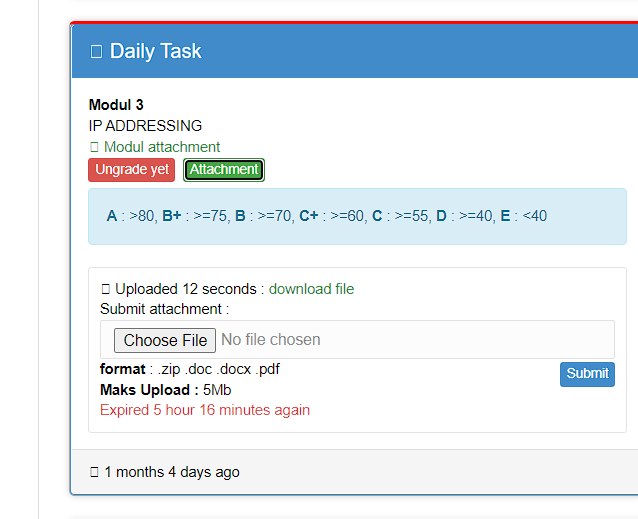 Daily Task
Modul 3
IP ADDRESSING
Modul attachment
Ungrade yet Attachment
A : >80, B+ : >=75, B : >=70, C+ : >=60, C : >=55, D : >=40, E : <40
Uploaded 12 seconds : download file
Submit attachment :
Choose File No file chosen
format : .zip .doc .docx .pdf
Submit
Maks Upload : 5Mb
Expired 5 hour 16 minutes again
1 months 4 days ago